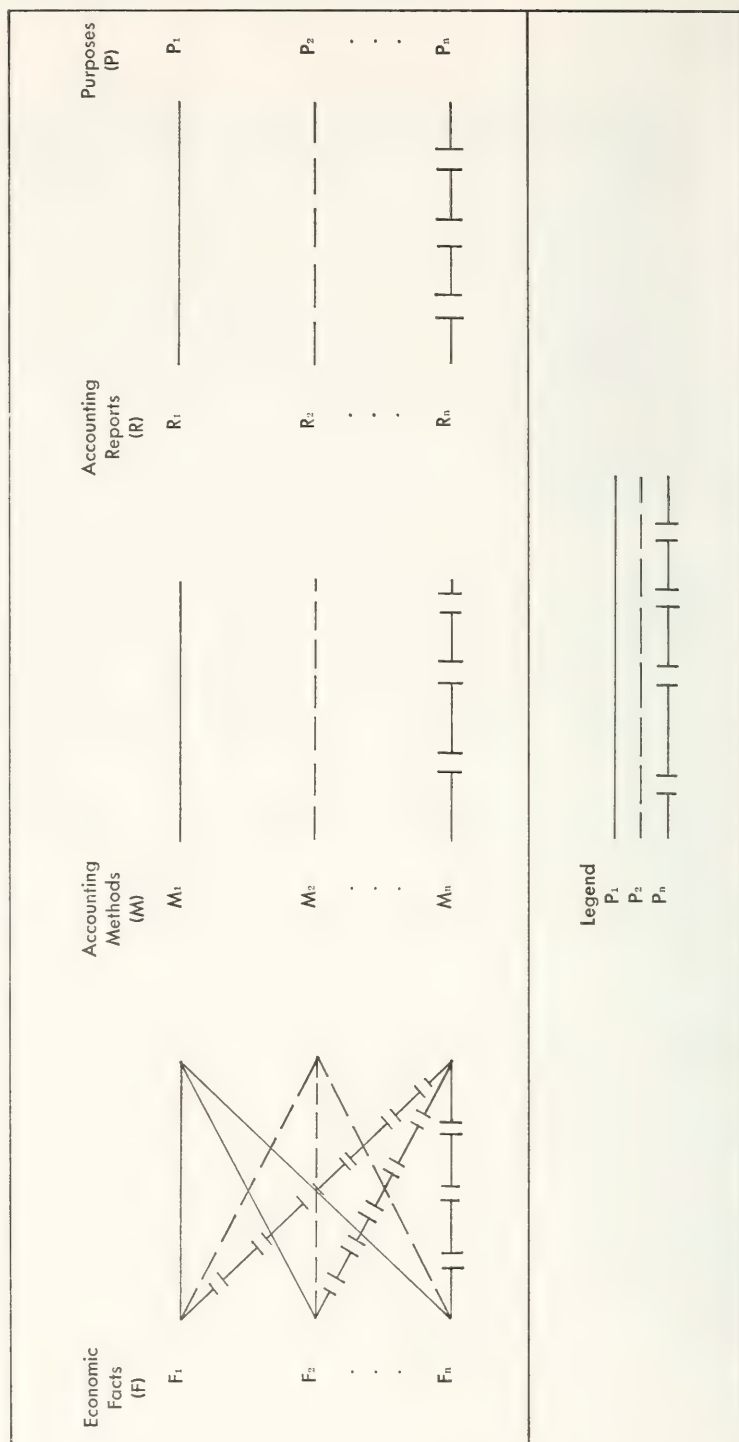 Economic
Facts
(F)
F₁
F₂
. . .
Fₙ
Accounting
Methods
(M)
M₁
M₂
. . .
Mₙ
Accounting
Reports
(R)
R₁
R₂
. . .
Rₙ
Purposes
(P)
P₁
P₂
. . .
Pₙ
Legend
P₁
P₂
Pₙ